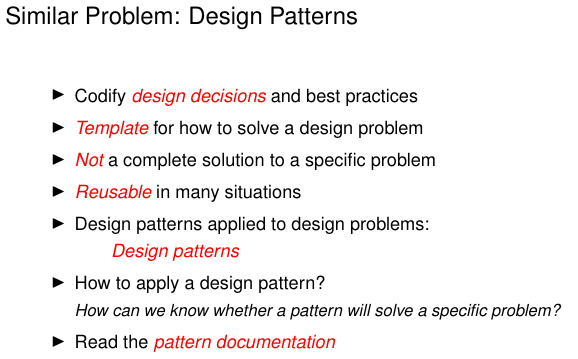 Similar Problem: Design Patterns
▶ Codify design decisions and best practices
▶ Template for how to solve a design problem
▶ Not a complete solution to a specific problem
▶ Reusable in many situations
▶ Design patterns applied to design problems:
Design patterns
▶ How to apply a design pattern?
How can we know whether a pattern will solve a specific problem?
▶ Read the pattern documentation